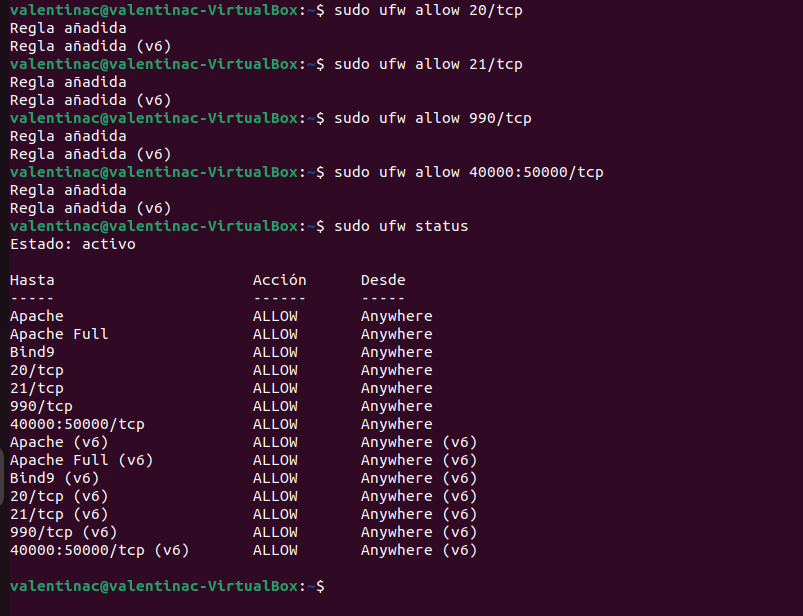 valentinac@valentinac-VirtualBox:~$ sudo ufw allow 20/tcp
Regla añadida
Regla añadida (v6)
valentinac@valentinac-VirtualBox:~$ sudo ufw allow 21/tcp
Regla añadida
Regla añadida (v6)
valentinac@valentinac-VirtualBox:~$ sudo ufw allow 990/tcp
Regla añadida
Regla añadida (v6)
valentinac@valentinac-VirtualBox:~$ sudo ufw allow 40000:50000/tcp
Regla añadida
Regla añadida (v6)
valentinac@valentinac-VirtualBox:~$ sudo ufw status
Estado: activo

Hasta                      Acción      Desde
-----                      ------      -----
Apache                     ALLOW       Anywhere
Apache Full                ALLOW       Anywhere
Bind9                      ALLOW       Anywhere
20/tcp                     ALLOW       Anywhere
21/tcp                     ALLOW       Anywhere
990/tcp                    ALLOW       Anywhere
40000:50000/tcp            ALLOW       Anywhere
Apache (v6)                ALLOW       Anywhere (v6)
Apache Full (v6)           ALLOW       Anywhere (v6)
Bind9 (v6)                 ALLOW       Anywhere (v6)
20/tcp (v6)                ALLOW       Anywhere (v6)
21/tcp (v6)                ALLOW       Anywhere (v6)
990/tcp (v6)               ALLOW       Anywhere (v6)
40000:50000/tcp (v6)       ALLOW       Anywhere (v6)

valentinac@valentinac-VirtualBox:~$